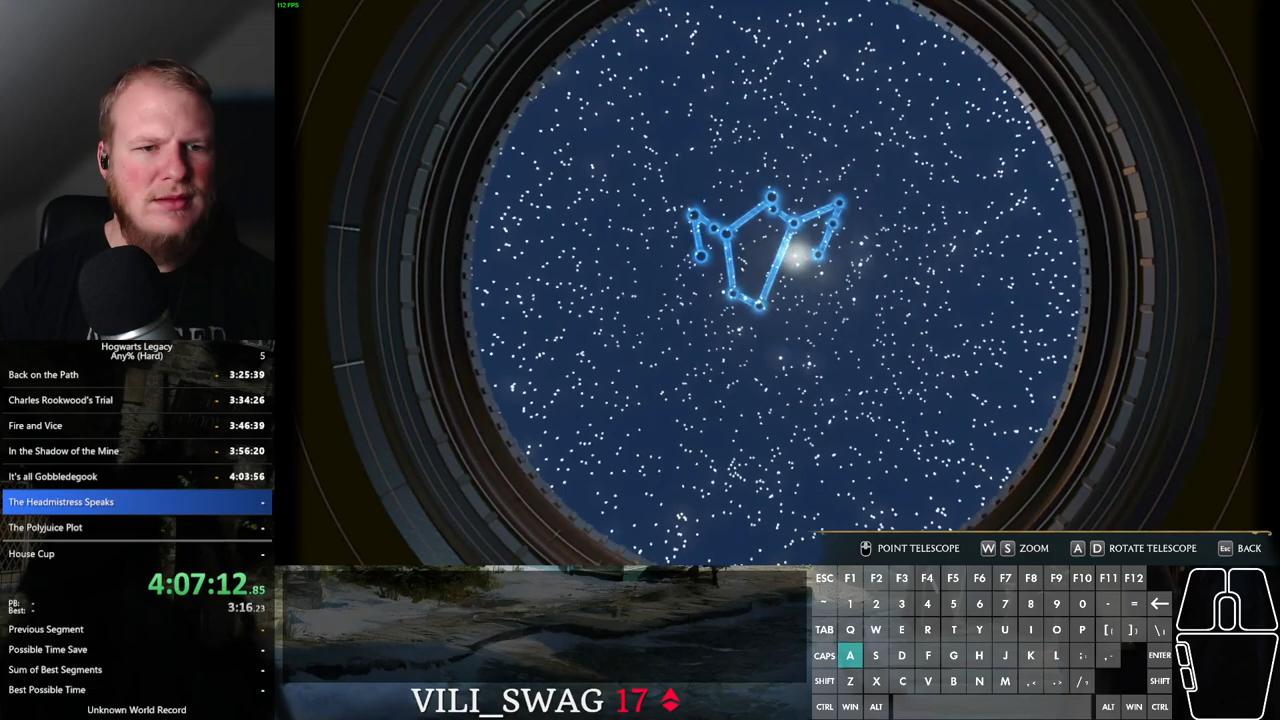 112 FPS
Hogwarts Legacy
Any% (Hard) 5
Back on the Path - 3:25:39
Charles Rookwood's Trial - 3:34:26
Fire and Vice - 3:46:39
In the Shadow of the Mine - 3:56:20
It's all Gobbledegook - 4:03:56
The Headmistress Speaks -
The Polyjuice Plot -
House Cup -
4:07:12.85
PB: -
Best: - 3:16.23
Previous Segment -
Possible Time Save -
Sum of Best Segments -
Best Possible Time -
Unknown World Record
POINT TELESCOPE W S ZOOM A D ROTATE TELESCOPE Esc BACK
ESC F1 F2 F3 F4 F5 F6 F7 F8 F9 F10 F11 F12
~ 1 2 3 4 5 6 7 8 9 0 - = ←
TAB Q W E R T Y U I O P [{ ]} \|
CAPS A S D F G H J K L ;: ,- ENTER
SHIFT Z X C V B N M ,< .> /? SHIFT
CTRL WIN ALT ALT WIN CTRL
VILI_SWAG 17